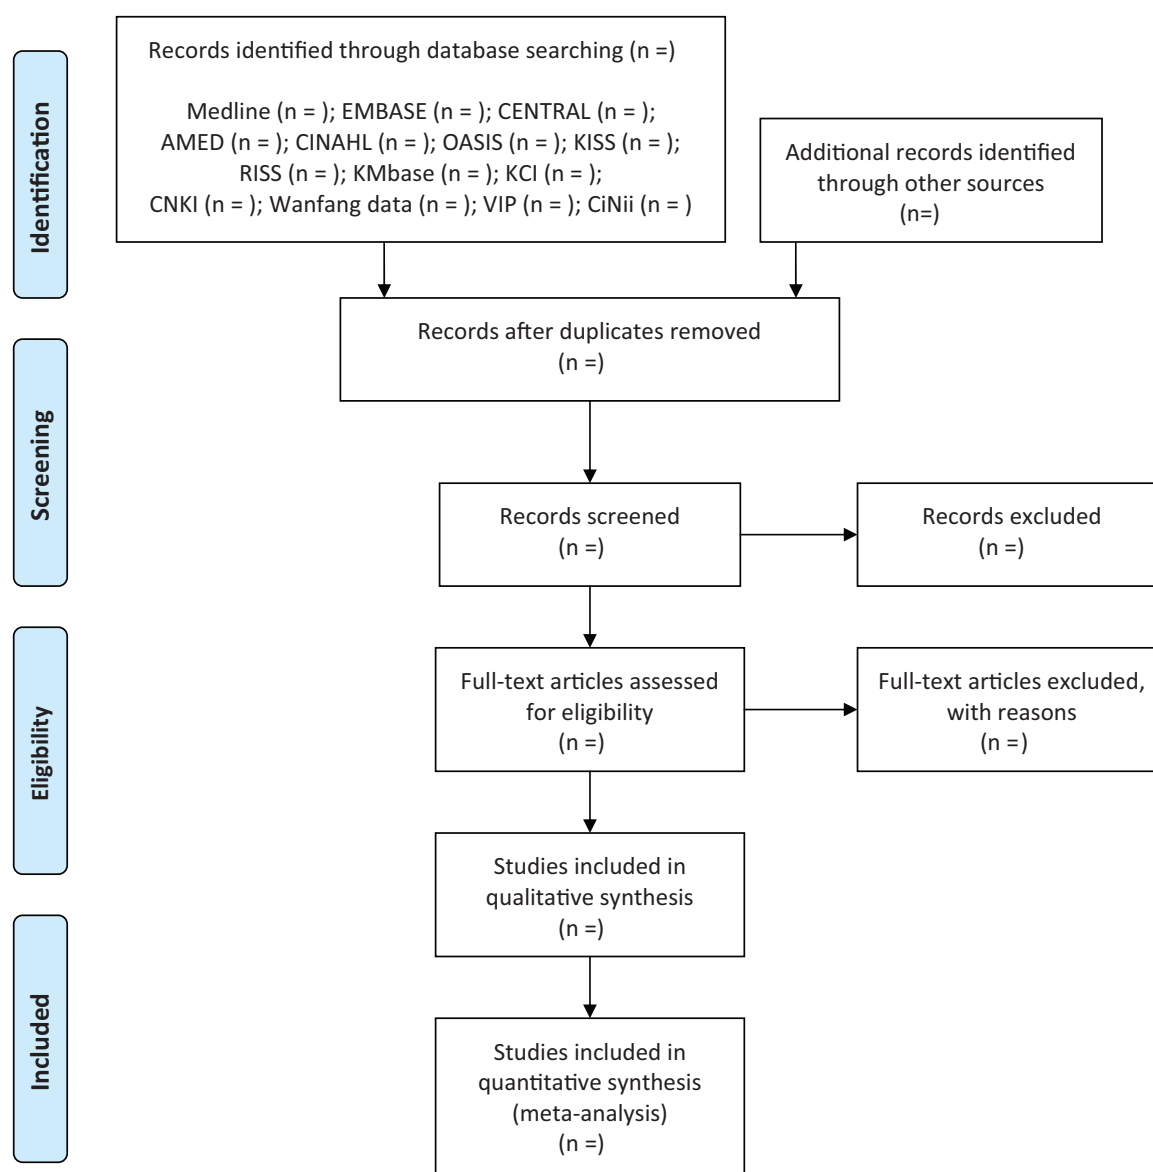 Identification
Records identified through database searching (n =)
Medline (n = ); EMBASE (n = ); CENTRAL (n = );
AMED (n = ); CINAHL (n = ); OASIS (n = ); KISS (n = );
RISS (n = ); KMbase (n = ); KCI (n = );
CNKI (n = ); Wanfang data (n = ); VIP (n = ); CiNii (n = )
Additional records identified
through other sources
(n=)
Records after duplicates removed
(n =)
Screening
Records screened
(n =)
Records excluded
(n =)
Eligibility
Full-text articles assessed
for eligibility
(n =)
Full-text articles excluded,
with reasons
(n =)
Studies included in
qualitative synthesis
(n =)
Included
Studies included in
quantitative synthesis
(meta-analysis)
(n =)